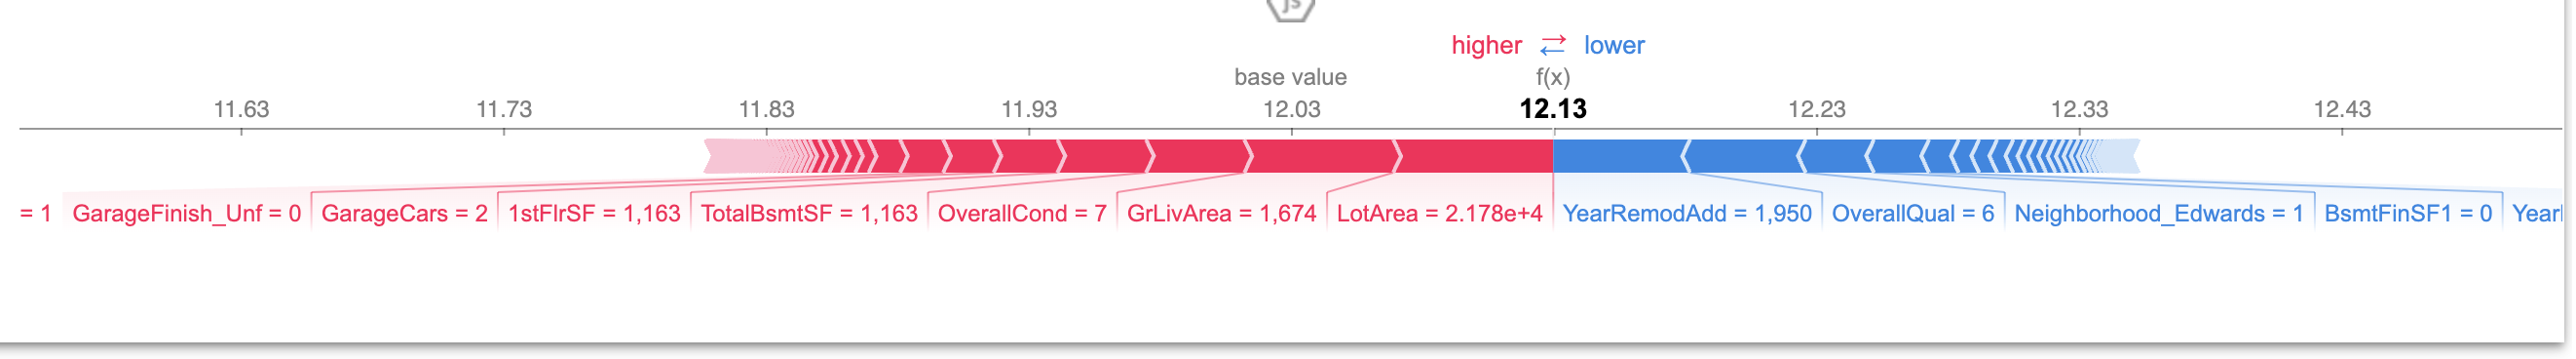 js
higher lower
base value f(x)
11.63 11.73 11.83 11.93 12.03 12.13 12.23 12.33 12.43
= 1 GarageFinish_Unf = 0 GarageCars = 2 1stFlrSF = 1,163 TotalBsmtSF = 1,163 OverallCond = 7 GrLivArea = 1,674 LotArea = 2.178e+4 YearRemodAdd = 1,950 OverallQual = 6 Neighborhood_Edwards = 1 BsmtFinSF1 = 0